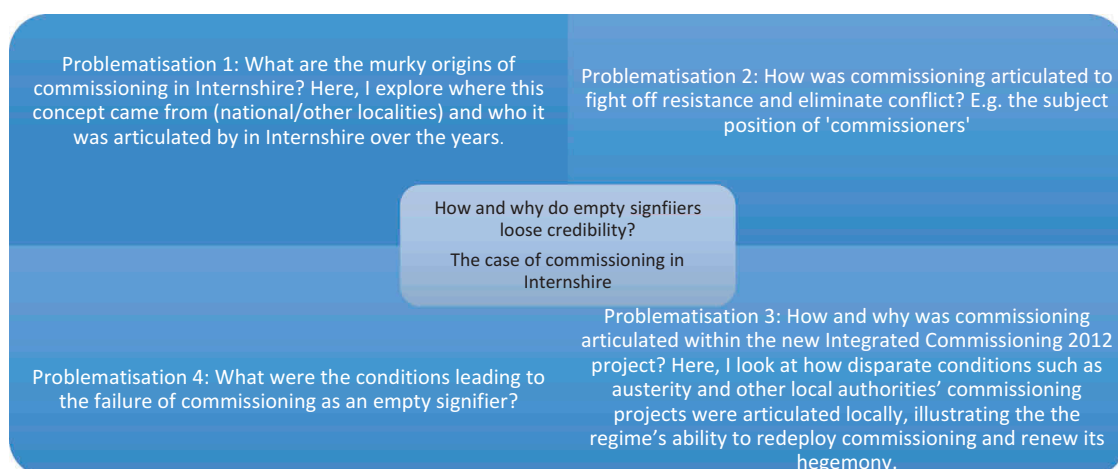 Problematisation 1: What are the murky origins of
commissioning in Internshire? Here, I explore where this
concept came from (national/other localities) and who it
was articulated by in Internshire over the years.
Problematisation 2: How was commissioning articulated to
fight off resistance and eliminate conflict? E.g. the subject
position of 'commissioners'
How and why do empty signfiiers
loose credibility?
The case of commissioning in
Internshire
Problematisation 4: What were the conditions leading to
the failure of commissioning as an empty signifier?
Problematisation 3: How and why was commissioning
articulated within the new Integrated Commissioning 2012
project? Here, I look at how disparate conditions such as
austerity and other local authorities’ commissioning
projects were articulated locally, illustrating the the
regime’s ability to redeploy commissioning and renew its
hegemony.